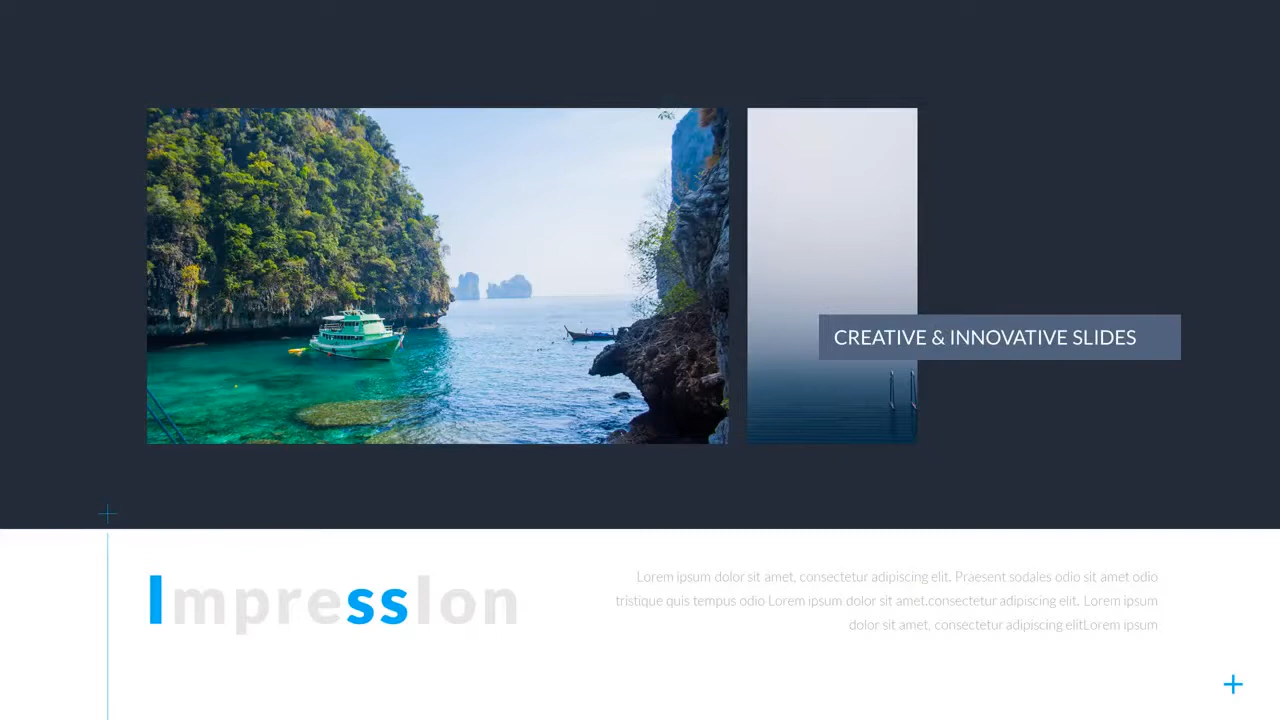 CREATIVE & INNOVATIVE SLIDES
ImpressIon
Lorem ipsum dolor sit amet, consectetur adipiscing elit. Praesent sodales odio sit amet odio
tristique quis tempus odio Lorem ipsum dolor sit amet.consectetur adipiscing elit. Lorem ipsum
dolor sit amet, consectetur adipiscing elitLorem ipsum